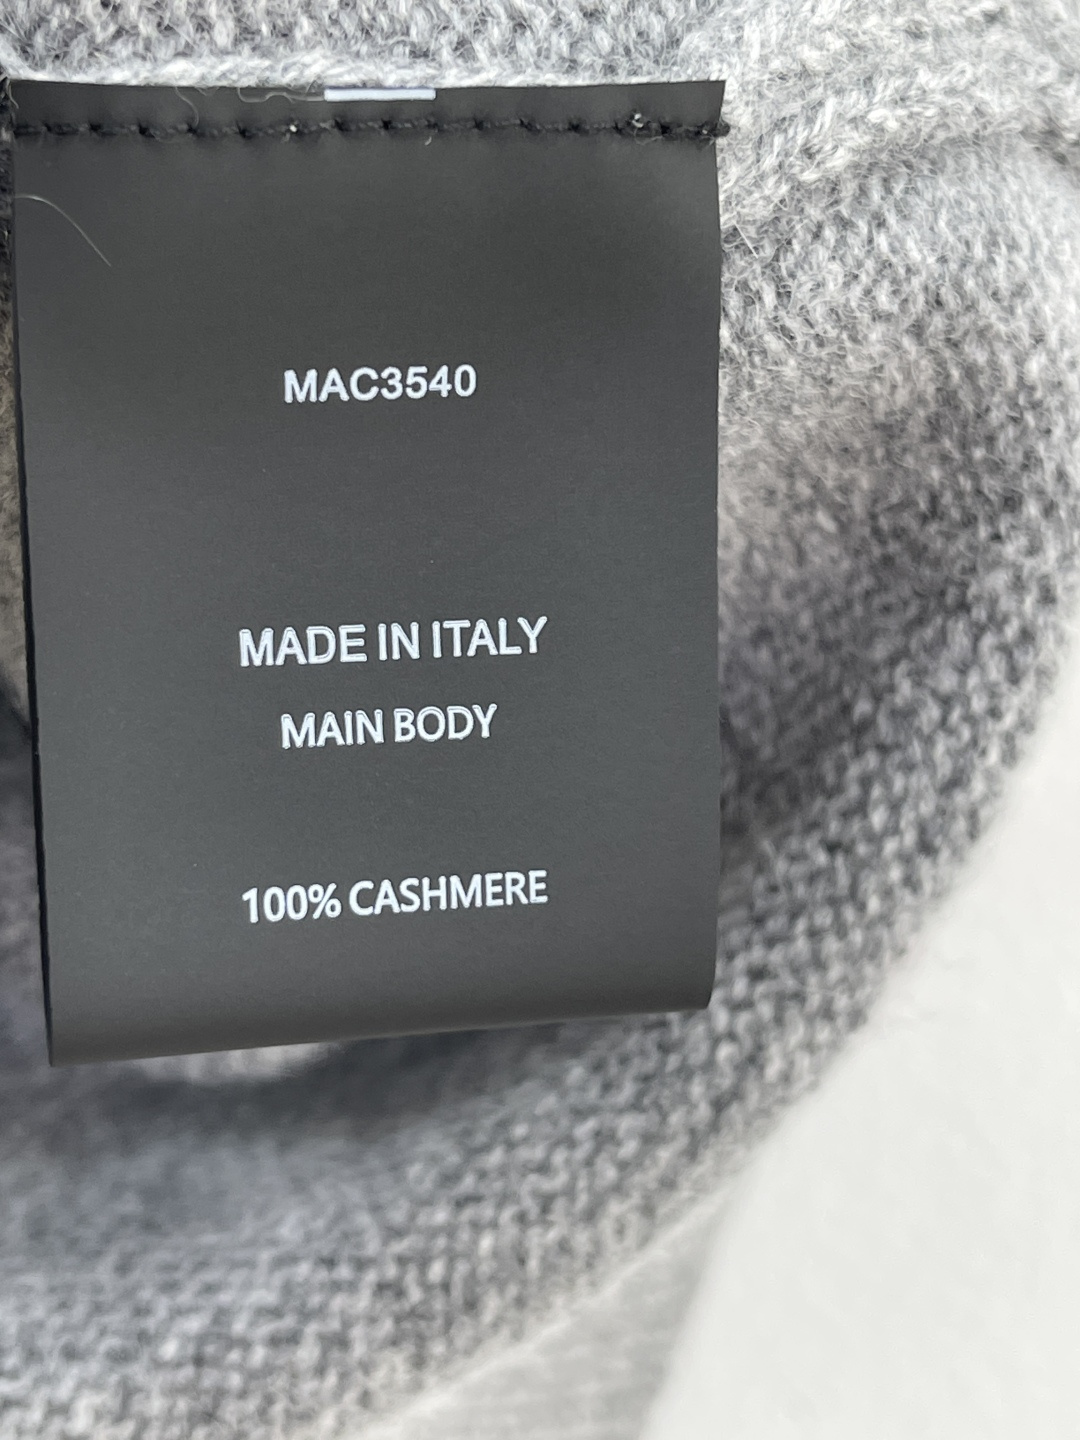 MAC3540
MADE IN ITALY
MAIN BODY
100% CASHMERE